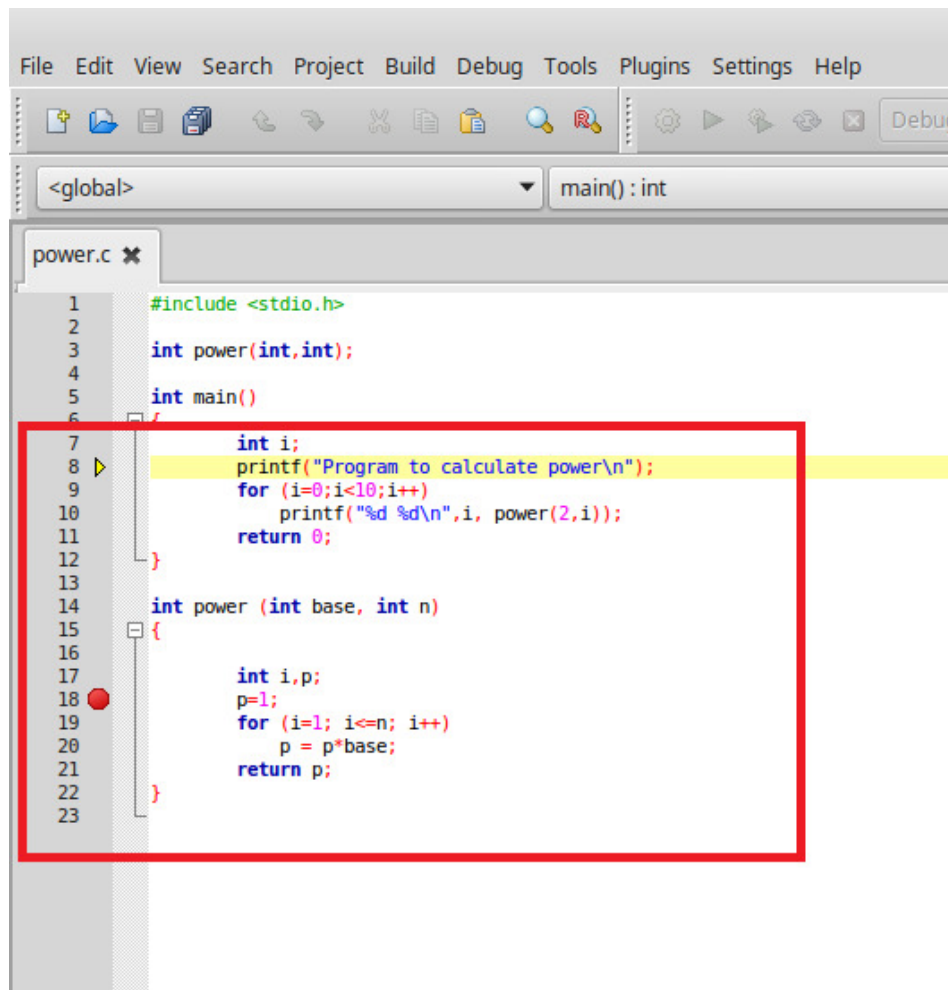 File Edit View Search Project Build Debug Tools Plugins Settings Help
<global> main() : int
power.c
1 #include <stdio.h>
2
3 int power(int,int);
4
5 int main()
6 {
7 int i;
8 printf("Program to calculate power\n");
9 for (i=0;i<10;i++)
10 printf("%d %d\n",i, power(2,i));
11 return 0;
12 }
13
14 int power (int base, int n)
15 {
16
17 int i,p;
18 p=1;
19 for (i=1; i<=n; i++)
20 p = p*base;
21 return p;
22 }
23